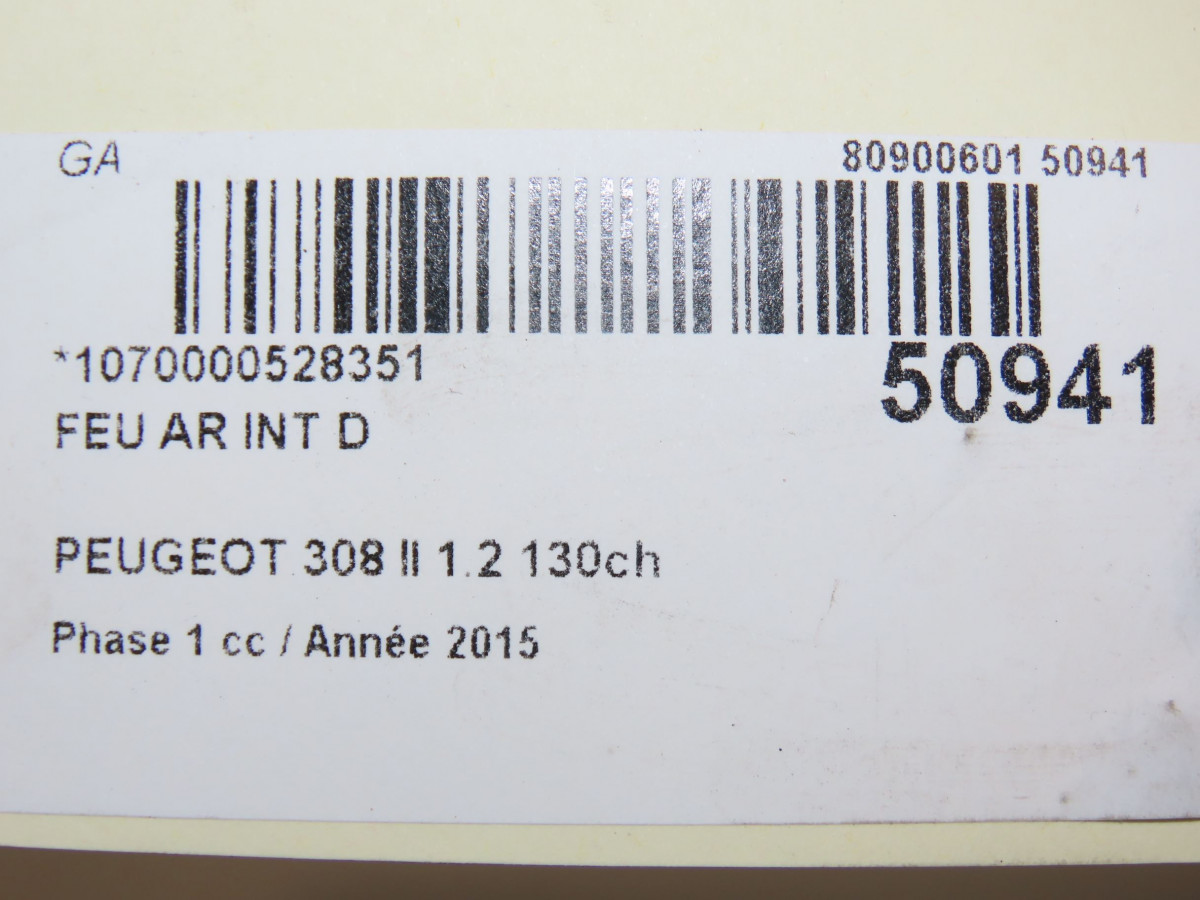 GA
80900601 50941
*1070000528351
50941
FEU AR INT D
PEUGEOT 308 II 1.2 130ch
Phase 1 cc / Année 2015